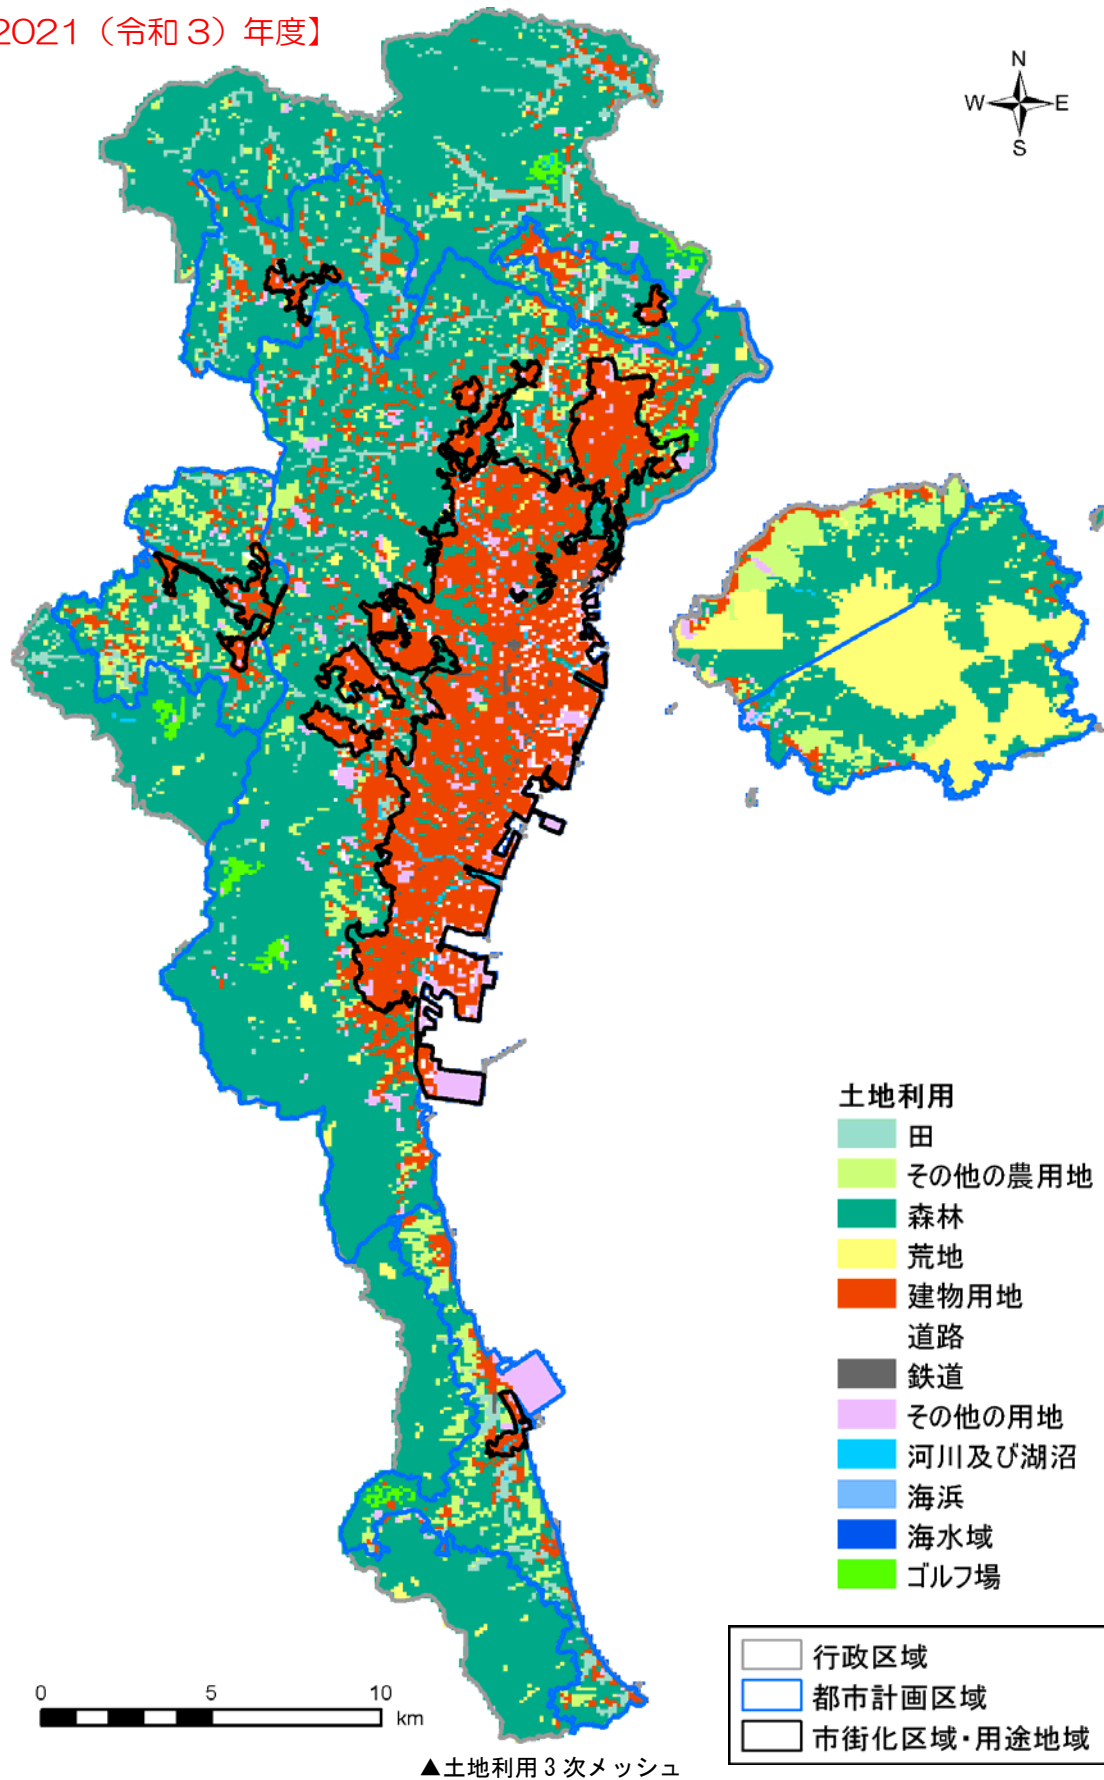 2021（令和3）年度】
N
W E
S
土地利用
田
その他の農用地
森林
荒地
建物用地
道路
鉄道
その他の用地
河川及び湖沼
海浜
海水域
ゴルフ場
行政区域
都市計画区域
市街化区域・用途地域
0 5 10
km
▲土地利用3次メッシュ